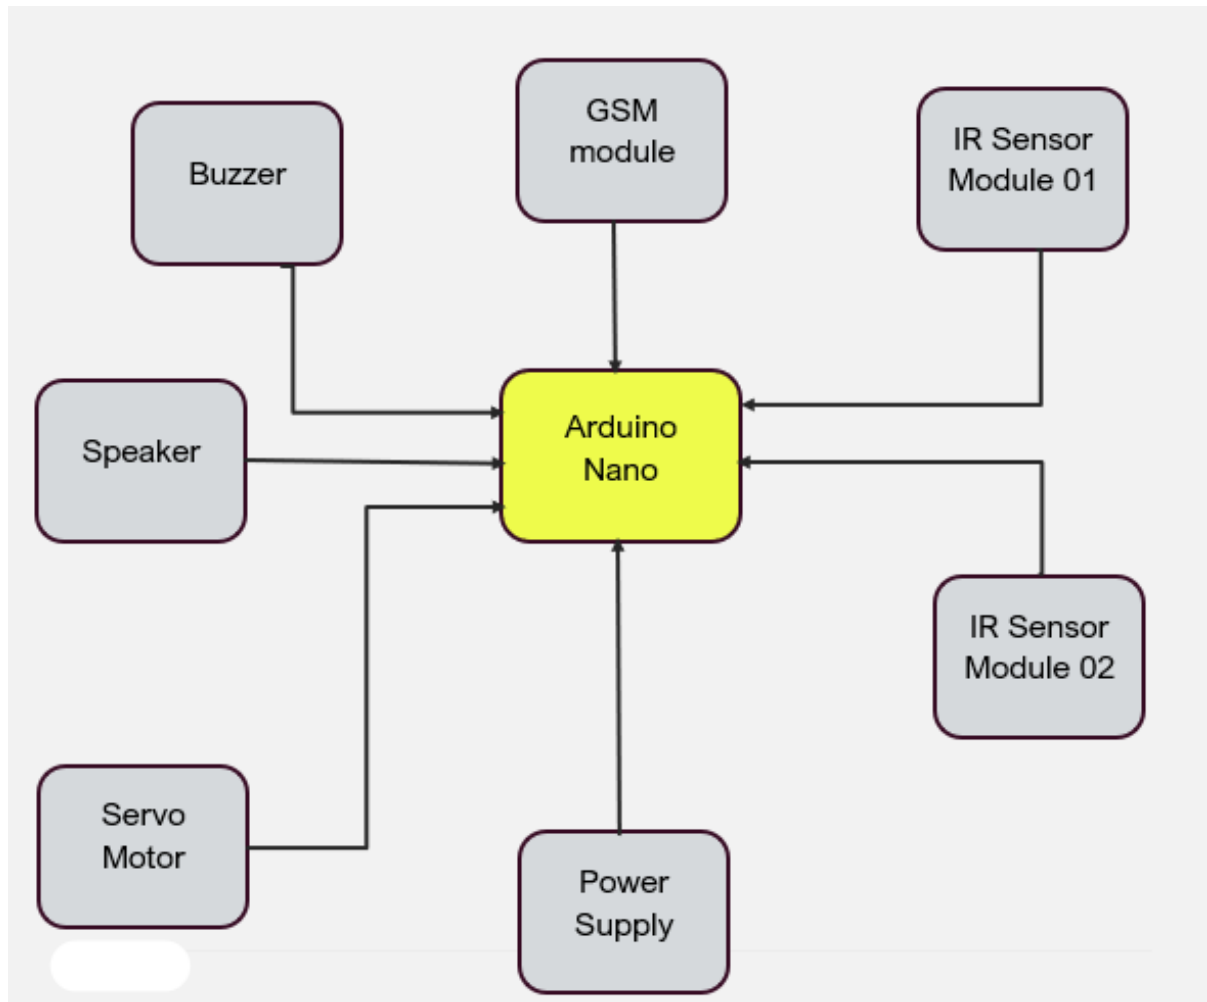 GSM
module
Buzzer
IR Sensor
Module 01
Speaker
Arduino
Nano
IR Sensor
Module 02
Servo
Motor
Power
Supply